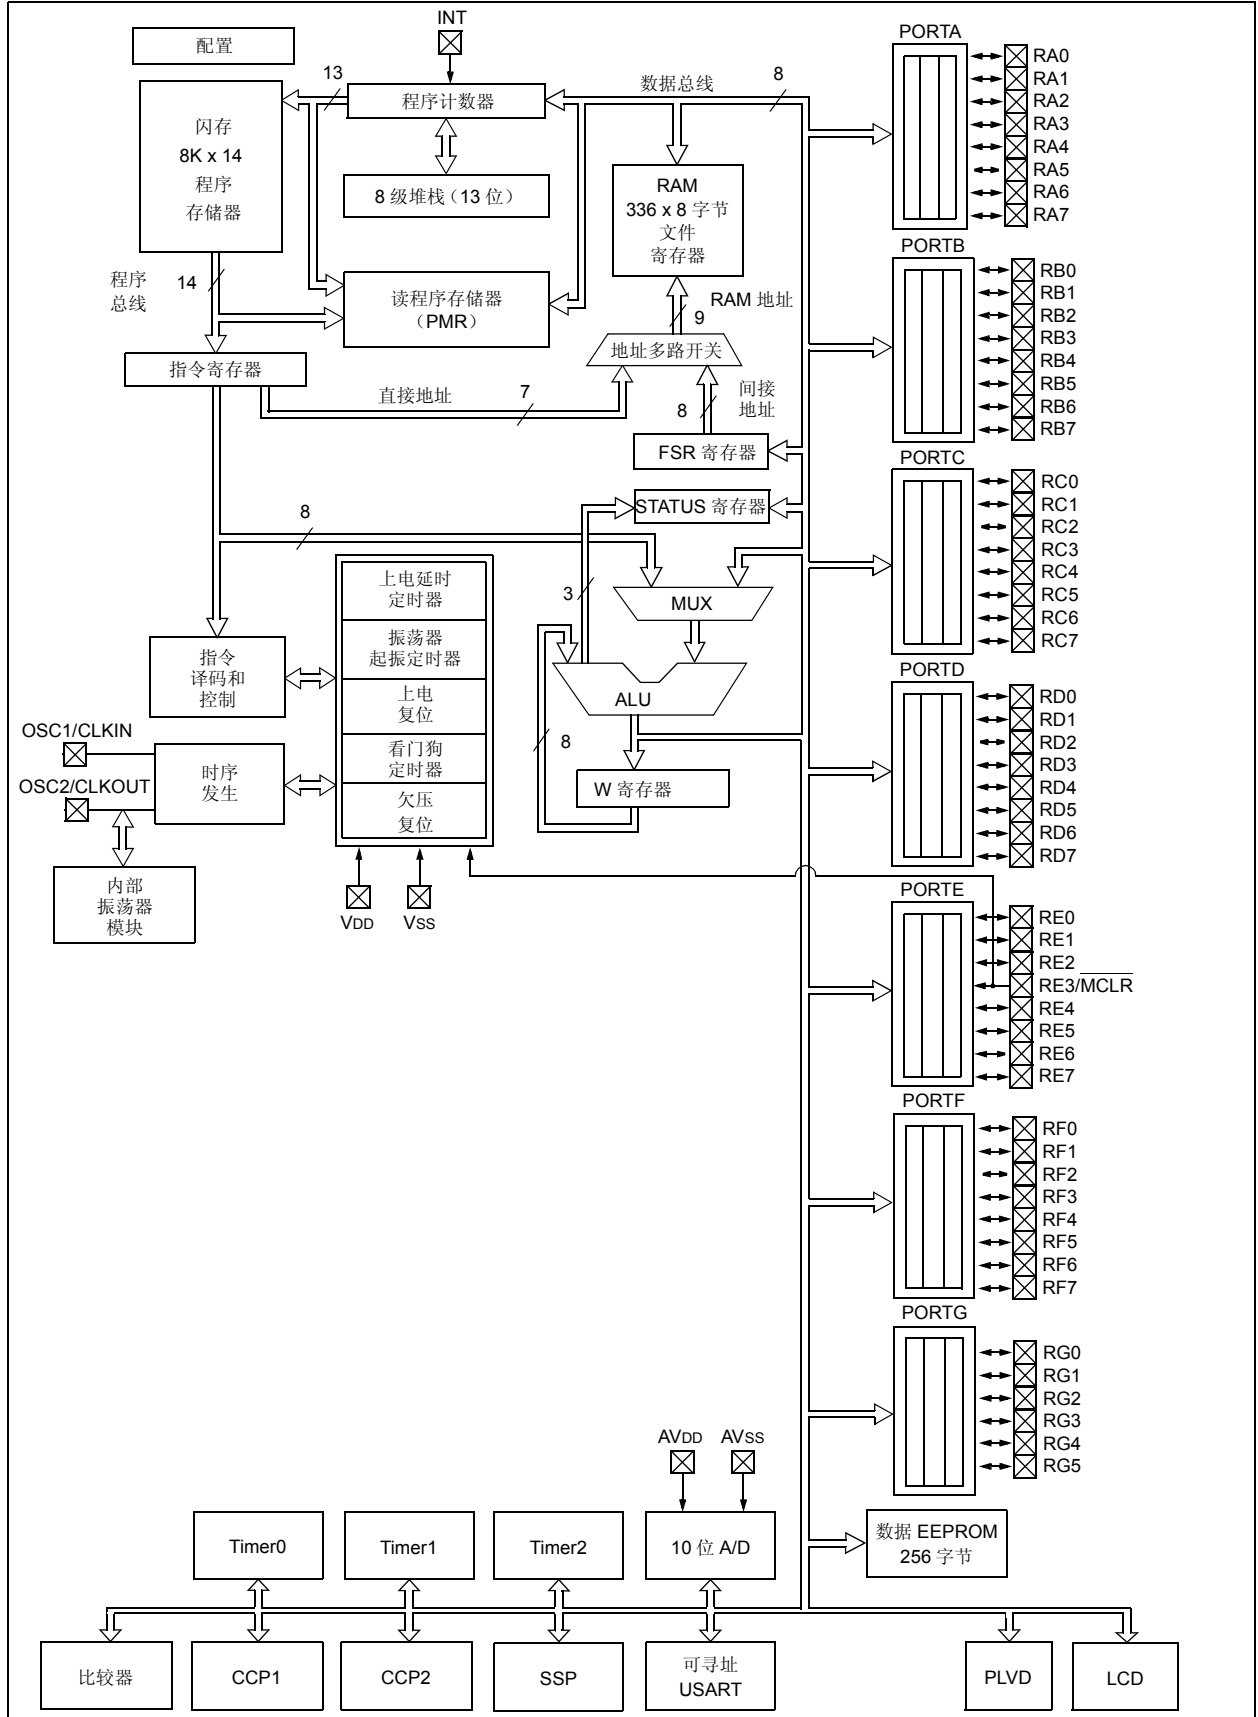 配置
INT
闪存
8K x 14
程序
存储器
13
程序计数器
数据总线
8
8 级堆栈（13 位）
RAM
336 x 8 字节
文件
寄存器
程序
总线
14
读程序存储器
（PMR）
RAM 地址
9
地址多路开关
指令寄存器
直接地址
7
间接
地址
8
FSR 寄存器
STATUS 寄存器
8
3
MUX
上电延时
定时器
振荡器
起振定时器
上电
复位
看门狗
定时器
欠压
复位
指令
译码和
控制
ALU
8
W 寄存器
OSC1/CLKIN
OSC2/CLKOUT
时序
发生
内部
振荡器
模块
VDD
VSS
PORTA
RA0
RA1
RA2
RA3
RA4
RA5
RA6
RA7
PORTB
RB0
RB1
RB2
RB3
RB4
RB5
RB6
RB7
PORTC
RC0
RC1
RC2
RC3
RC4
RC5
RC6
RC7
PORTD
RD0
RD1
RD2
RD3
RD4
RD5
RD6
RD7
PORTE
RE0
RE1
RE2
RE3/MCLR
RE4
RE5
RE6
RE7
PORTF
RF0
RF1
RF2
RF3
RF4
RF5
RF6
RF7
PORTG
RG0
RG1
RG2
RG3
RG4
RG5
AVDD
AVSS
Timer0
Timer1
Timer2
10 位 A/D
数据 EEPROM
256 字节
比较器
CCP1
CCP2
SSP
可寻址
USART
PLVD
LCD